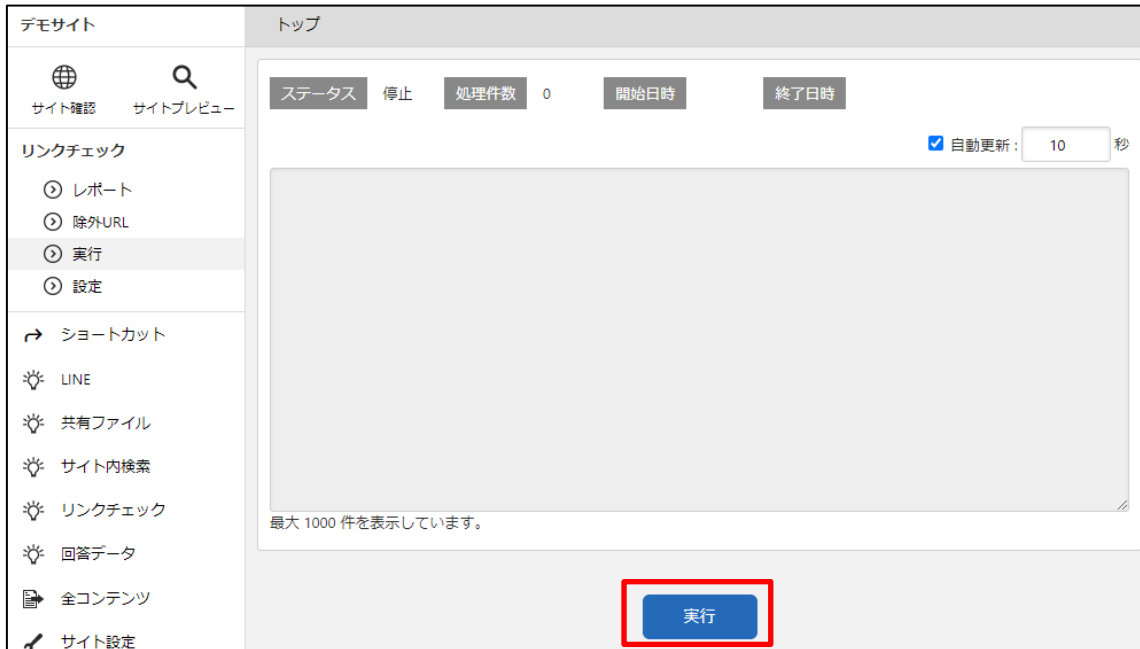 デモサイト
トップ
サイト確認 サイトプレビュー
リンクチェック
レポート
除外URL
実行
設定
ショートカット
LINE
共有ファイル
サイト内検索
リンクチェック
回答データ
全コンテンツ
サイト設定
ステータス 停止 処理件数 0 開始日時 終了日時
自動更新 : 10 秒
最大 1000 件を表示しています。
実行